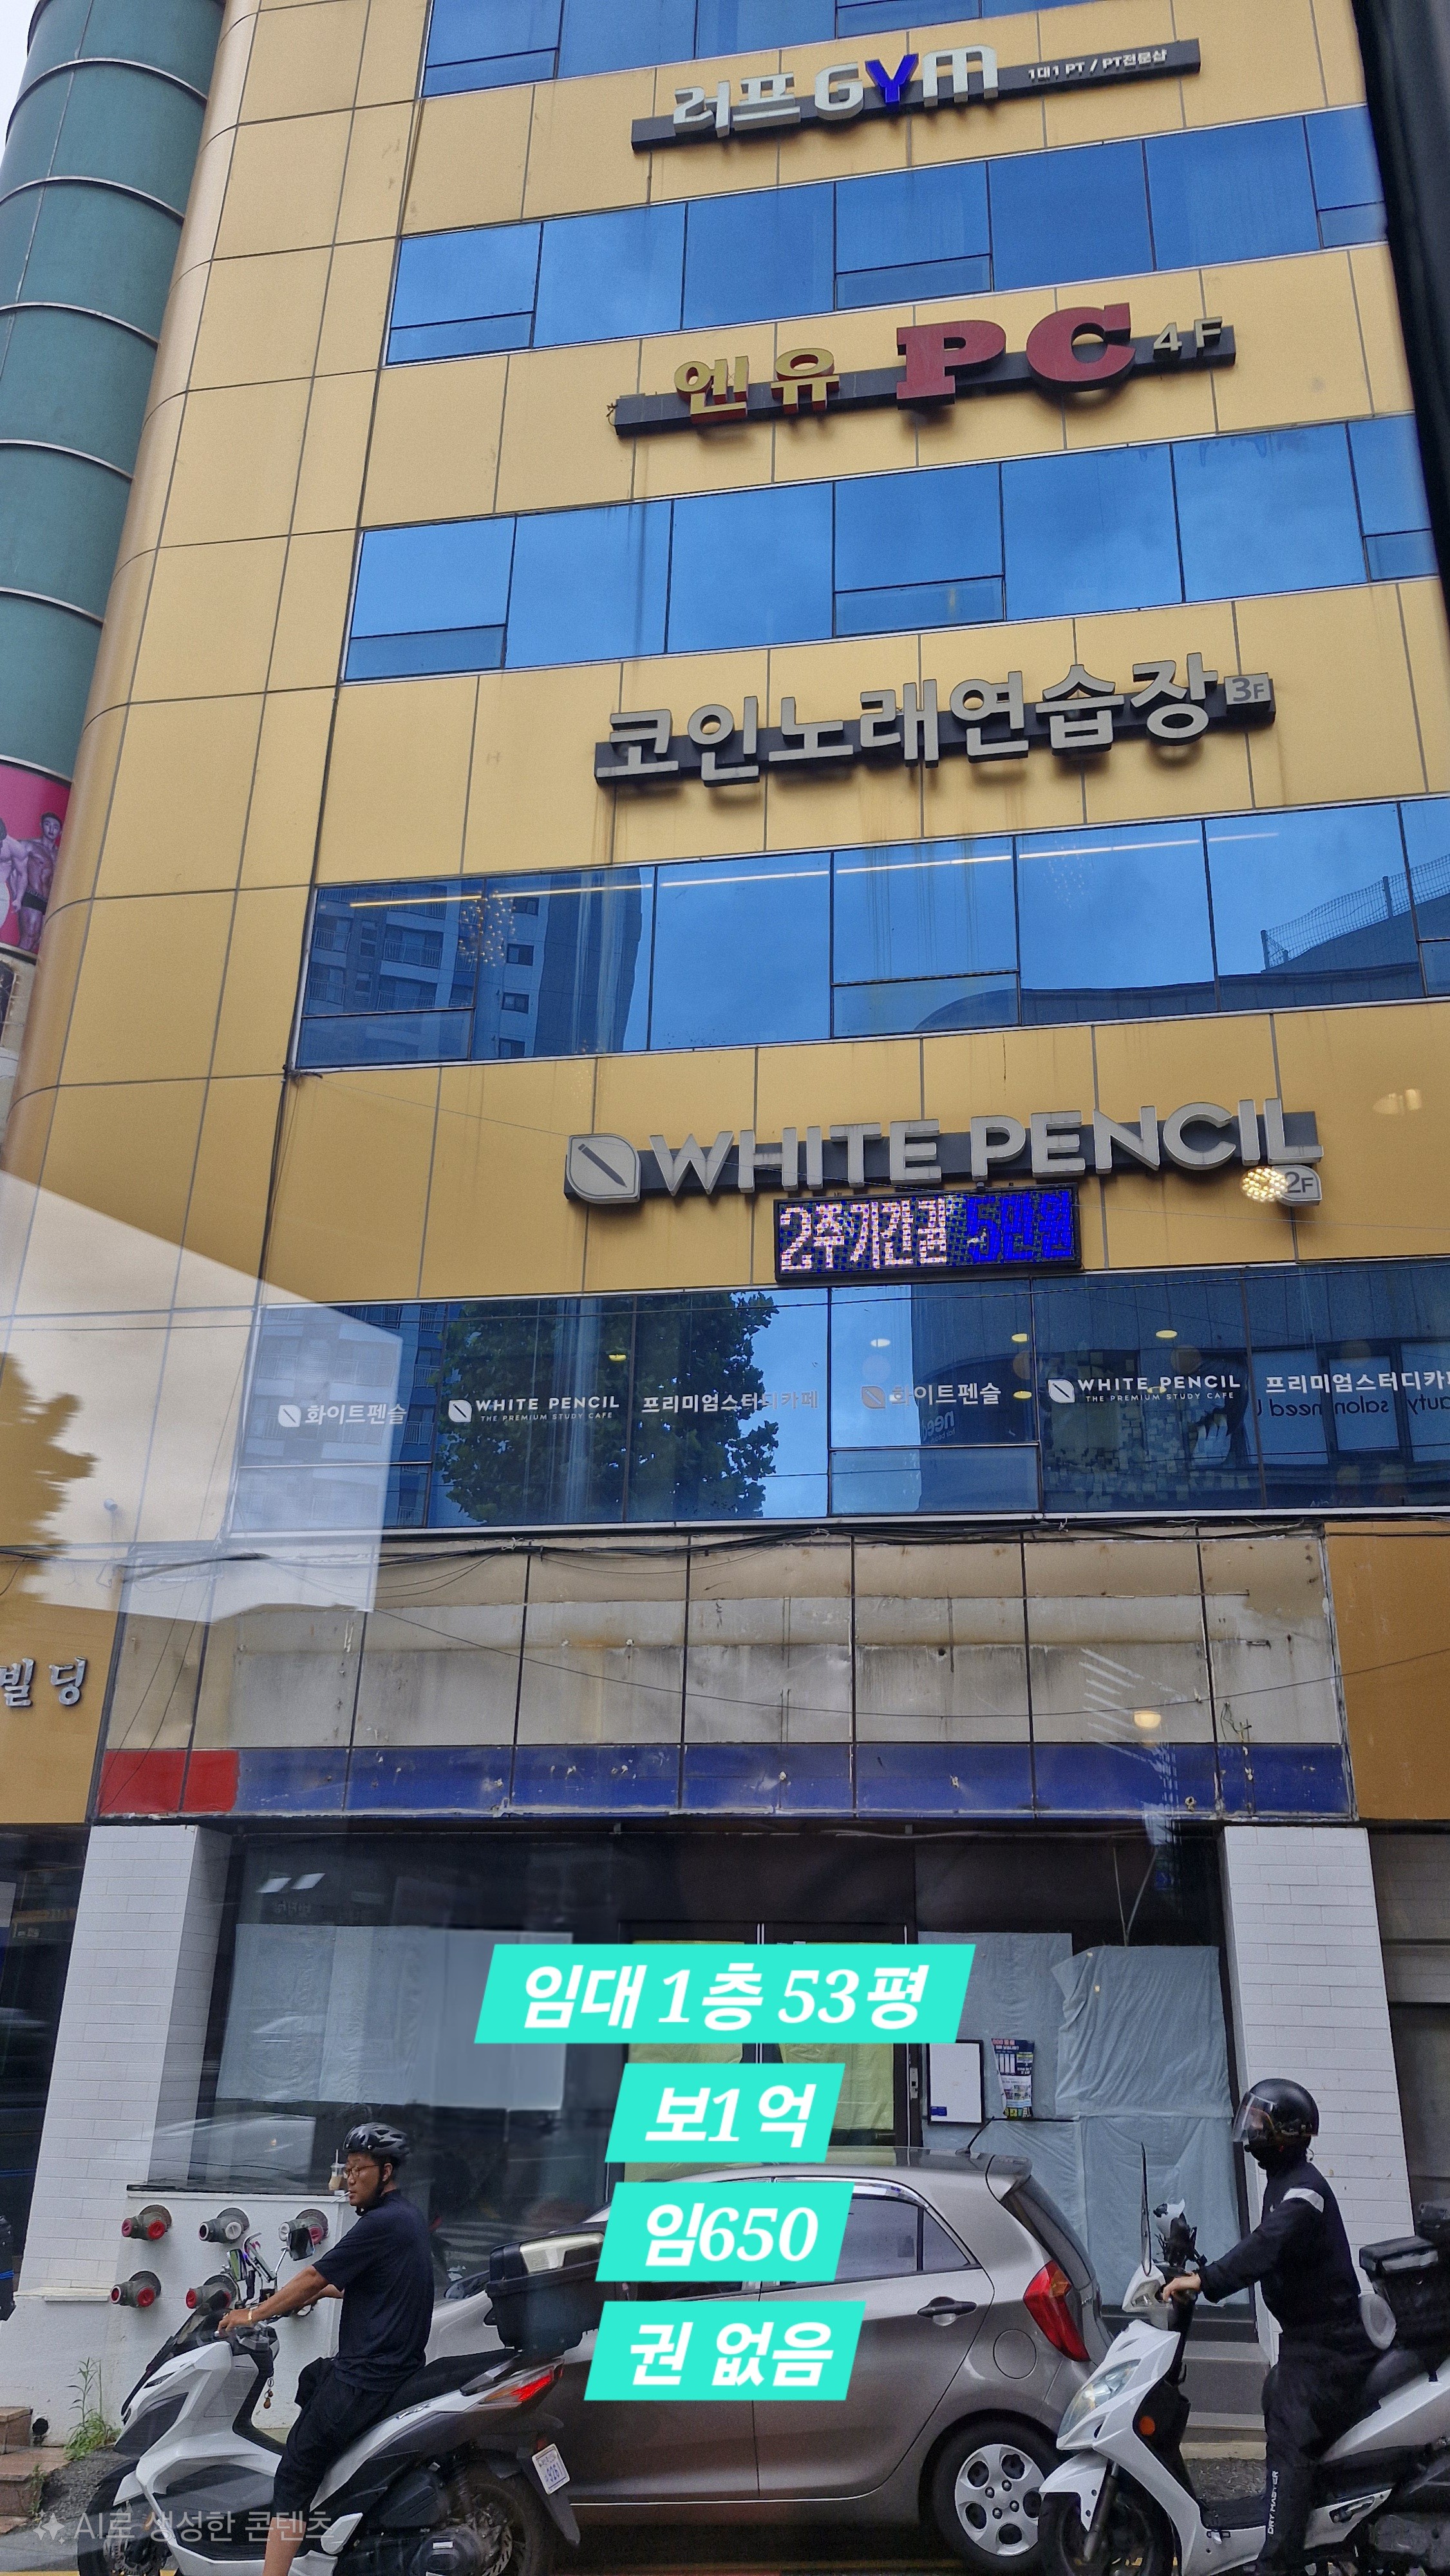 러프 GYM 1대1 PT / PT전문샵
엔유 PC 4F
코인노래연습장 3F
WHITE PENCIL 2F
2주기간권 5만원
화이트펜슬 WHITE PENCIL 프리미엄스터디카페 화이트펜슬 WHITE PENCIL 프리미엄스터디카
THE PREMIUM STUDY CAFE THE PREMIUM STUDY CAFE
빌딩
임대 1층 53평
보1억
임650
권 없음
DRY MASTER
AI로 생성한 콘텐츠